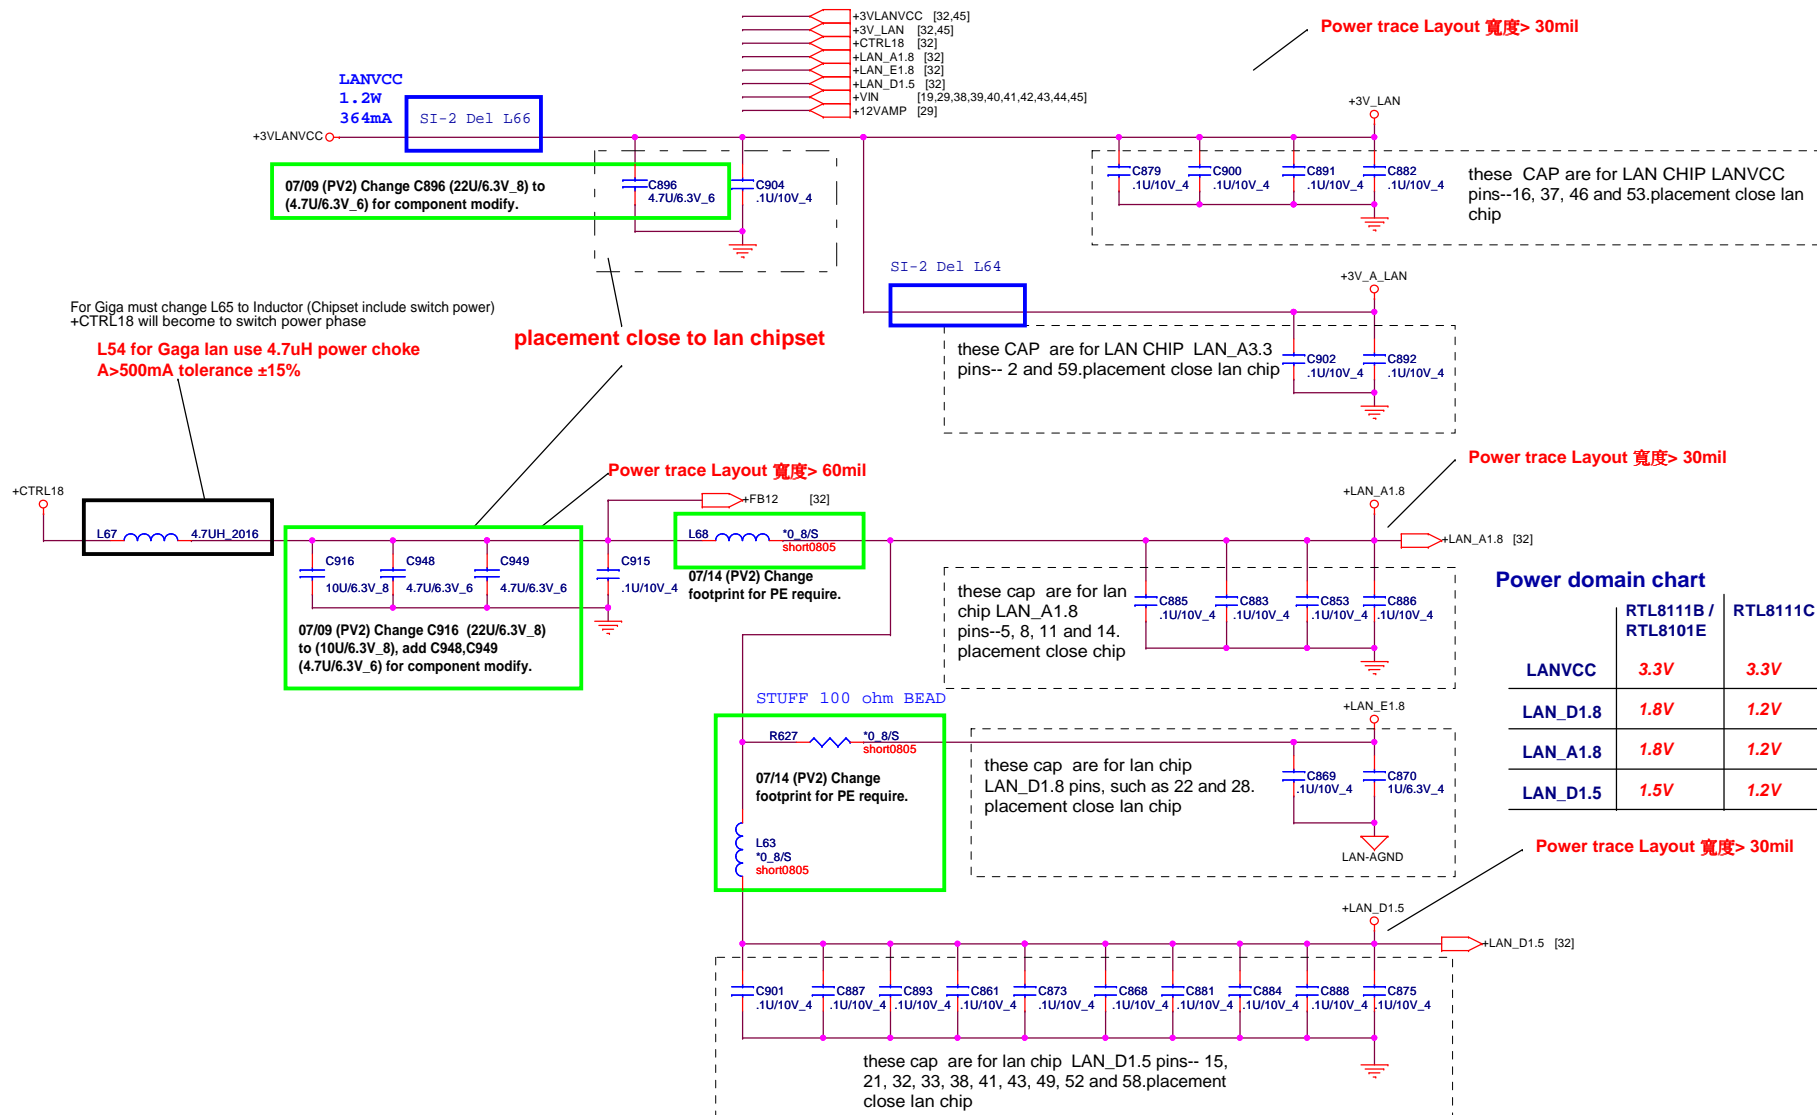 +3VLANVCC [32,45]
+3V_LAN [32,45]
+CTRL18 [32]
+LAN_A1.8 [32]
+LAN_E1.8 [32]
+LAN_D1.5 [32]
+VIN [19,29,38,39,40,41,42,43,44,45]
+12VAMP [29]
Power trace Layout 寬度> 30mil
LANVCC
1.2W
364mA
SI-2 Del L66
+3VLANVCC
+3V_LAN
07/09 (PV2) Change C896 (22U/6.3V_8) to
(4.7U/6.3V_6) for component modify.
C896
4.7U/6.3V_6
C904
.1U/10V_4
C879
.1U/10V_4
C900
.1U/10V_4
C891
.1U/10V_4
C882
.1U/10V_4
these CAP are for LAN CHIP LANVCC
pins--16, 37, 46 and 53.placement close lan
chip
SI-2 Del L64
+3V_A_LAN
For Giga must change L65 to Inductor (Chipset include switch power)
+CTRL18 will become to switch power phase
L54 for Gaga lan use 4.7uH power choke
A>500mA tolerance ±15%
placement close to lan chipset
these CAP are for LAN CHIP LAN_A3.3
pins-- 2 and 59.placement close lan chip
C902
.1U/10V_4
C892
.1U/10V_4
Power trace Layout 寬度> 60mil
Power trace Layout 寬度> 30mil
+CTRL18
+FB12 [32]
+LAN_A1.8
L67
4.7UH_2016
L68
*0_8/S
short0805
+LAN_A1.8 [32]
C916
10U/6.3V_8
C948
4.7U/6.3V_6
C949
4.7U/6.3V_6
C915
.1U/10V_4
07/14 (PV2) Change
footprint for PE require.
07/09 (PV2) Change C916 (22U/6.3V_8)
to (10U/6.3V_8), add C948,C949
(4.7U/6.3V_6) for component modify.
these cap are for lan
chip LAN_A1.8
pins--5, 8, 11 and 14.
placement close chip
C885
.1U/10V_4
C883
.1U/10V_4
C853
.1U/10V_4
C886
.1U/10V_4
Power domain chart
RTL8111B /
RTL8101E
RTL8111C
LANVCC 3.3V 3.3V
LAN_D1.8 1.8V 1.2V
LAN_A1.8 1.8V 1.2V
LAN_D1.5 1.5V 1.2V
STUFF 100 ohm BEAD
R627
*0_8/S
short0805
07/14 (PV2) Change
footprint for PE require.
L63
*0_8/S
short0805
+LAN_E1.8
these cap are for lan chip
LAN_D1.8 pins, such as 22 and 28.
placement close lan chip
C869
.1U/10V_4
C870
1U/6.3V_4
LAN-AGND
Power trace Layout 寬度> 30mil
+LAN_D1.5
+LAN_D1.5 [32]
C901
.1U/10V_4
C887
.1U/10V_4
C893
.1U/10V_4
C861
.1U/10V_4
C873
.1U/10V_4
C868
.1U/10V_4
C881
.1U/10V_4
C884
.1U/10V_4
C888
.1U/10V_4
C875
.1U/10V_4
these cap are for lan chip LAN_D1.5 pins-- 15,
21, 32, 33, 38, 41, 43, 49, 52 and 58.placement
close lan chip